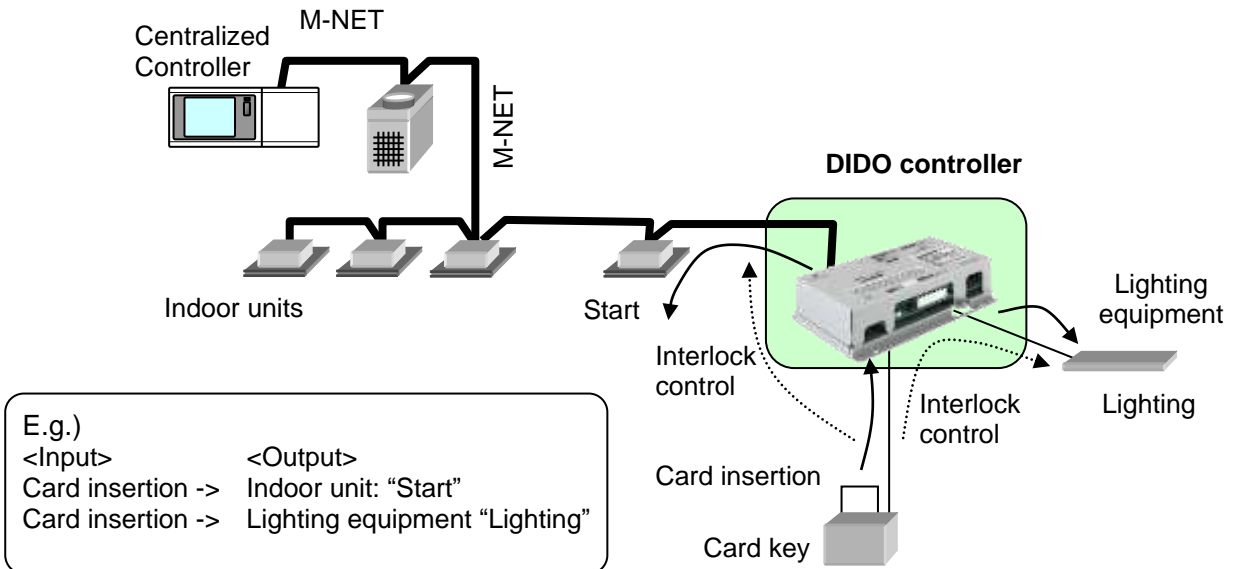 M-NET
Centralized
Controller
M-NET
DIDO controller
Indoor units
Start
Lighting
equipment
Interlock
control
Interlock
control
Lighting
Card insertion
Card key
E.g.)
<Input> <Output>
Card insertion -> Indoor unit: “Start”
Card insertion -> Lighting equipment “Lighting”